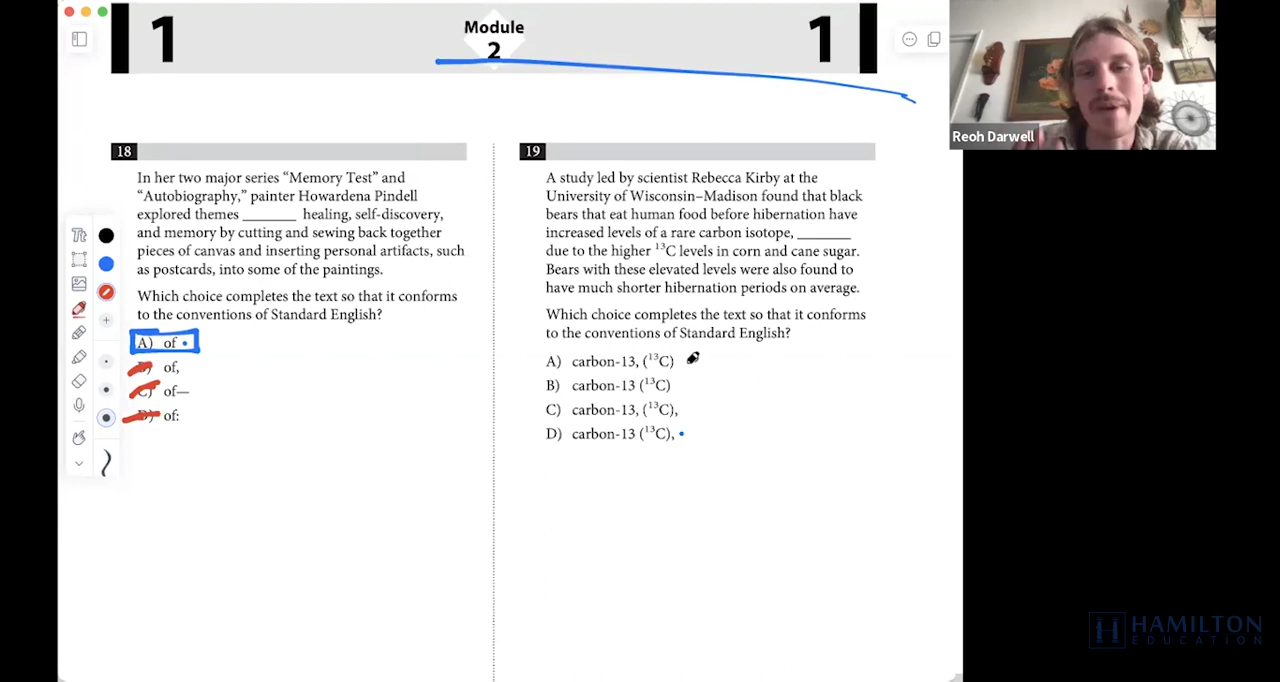 1
Module
2
1
Reoh Darwell
18
In her two major series “Memory Test” and
“Autobiography,” painter Howardena Pindell
explored themes ________ healing, self-discovery,
and memory by cutting and sewing back together
pieces of canvas and inserting personal artifacts, such
as postcards, into some of the paintings.
Which choice completes the text so that it conforms
to the conventions of Standard English?
A) of
B) of,
C) of—
D) of:
19
A study led by scientist Rebecca Kirby at the
University of Wisconsin–Madison found that black
bears that eat human food before hibernation have
increased levels of a rare carbon isotope, ________
due to the higher ¹³C levels in corn and cane sugar.
Bears with these elevated levels were also found to
have much shorter hibernation periods on average.
Which choice completes the text so that it conforms
to the conventions of Standard English?
A) carbon-13, (¹³C)
B) carbon-13 (¹³C)
C) carbon-13, (¹³C),
D) carbon-13 (¹³C),
Tt
HAMILTON
EDUCATION